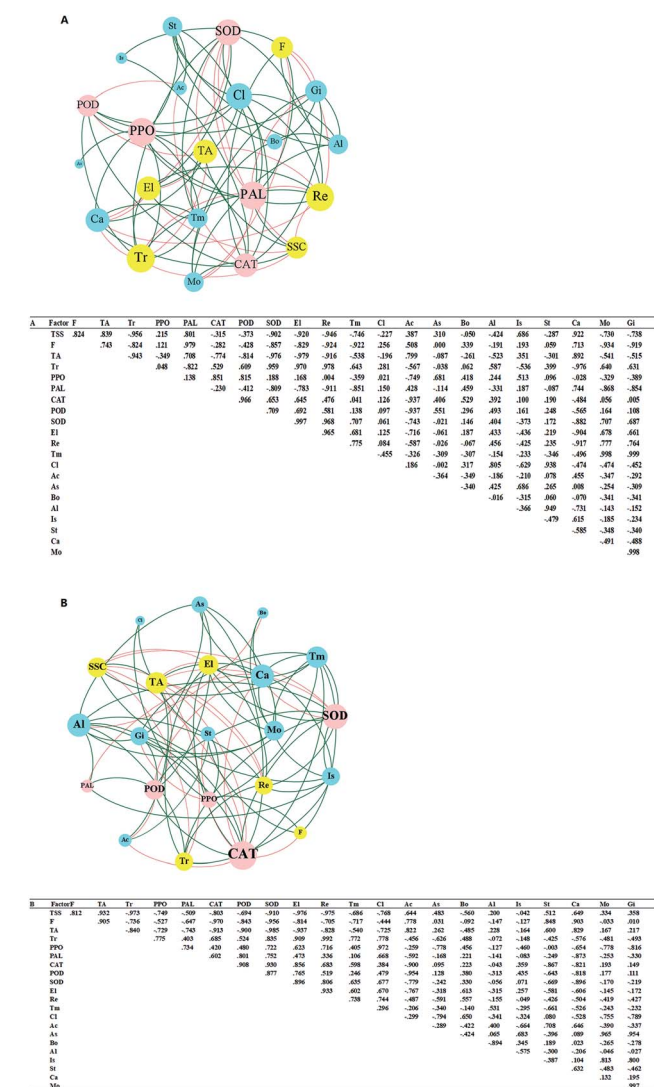 A
St
SOD
F
Is
Ac
Cl
Gi
POD
PPO
Bo
Al
TA
As
El
PAL
Re
Ca
Tm
SSC
Tr
CAT
Mo
A Factor F TA Tr PPO PAL CAT POD SOD El Re Tm Cl Ac As Bo Al Is St Ca Mo Gi
TSS .824 .839 -.956 .215 .801 -.315 -.373 -.902 -.920 -.946 -.746 -.227 .387 .310 -.050 -.424 .686 -.287 .922 -.730 -.738
F .743 -.824 .121 .979 -.282 -.428 -.857 -.829 -.924 -.922 -.256 .508 .000 .339 -.191 .193 .059 .713 -.934 -.919
TA -.943 -.349 .708 -.774 -.814 -.976 -.979 -.916 -.538 -.198 .799 -.087 -.261 -.523 .351 -.301 .892 -.541 -.515
Tr .048 -.822 .529 .609 .959 .970 .978 .643 .281 -.567 -.038 .062 .587 -.536 .399 -.976 .640 .631
PPO .138 .851 .815 .188 .168 .004 -.359 .021 -.749 .681 .418 .244 .513 .096 -.028 -.329 -.389
PAL -.230 -.412 -.809 -.783 -.911 -.851 .150 .428 -.114 .459 -.331 .187 -.087 .744 -.868 -.854
CAT .966 .653 .645 .476 .041 .126 -.937 .406 .529 .392 .100 .190 -.484 .056 .005
POD .709 .692 .581 .138 .097 -.937 .551 .296 .493 .161 .248 -.565 .164 .108
SOD .997 .968 .707 .061 -.743 -.021 .146 .404 -.373 .172 -.882 .707 .687
El .965 .681 .125 -.716 -.061 .187 .433 -.436 .219 -.904 .678 .661
Re .775 .389 -.587 -.026 -.067 .456 -.425 .235 -.917 .777 .764
Tm -.455 -.326 -.309 -.307 -.154 -.233 -.346 -.496 .998 .999
Cl .186 -.002 .317 .805 -.629 .938 -.474 -.474 -.452
Ac -.364 -.349 -.186 -.210 .078 .455 -.347 -.292
As -.340 .425 .686 .265 .008 -.254 -.309
Bo -.016 -.315 .060 -.070 -.341 -.341
Al -.366 .949 -.731 -.143 -.152
Is -.479 .615 -.185 -.234
St -.585 -.348 -.340
Ca -.491 -.488
Mo .998
B
As
Cl
Bo
SSC
El
Tm
TA
Ca
SOD
Al
Gi
St
Mo
Is
PAL
POD
PPO
Re
Ac
F
Tr
CAT
B FactorF TA Tr PPO PAL CAT POD SOD El Re Tm Cl Ac As Bo Al Is St Ca Mo Gi
TSS .812 .932 -.973 -.749 -.509 -.803 -.694 -.910 -.976 -.975 -.686 -.768 .644 .483 -.560 .200 -.042 .512 .649 .334 .358
F .905 -.736 -.527 -.647 -.970 -.843 -.956 -.814 -.705 -.717 -.444 .778 .031 -.092 -.127 .127 .848 .903 -.033 .010
TA -.840 -.729 -.743 -.913 -.900 -.985 -.937 -.828 -.540 -.725 .822 .262 -.485 .228 -.164 .600 .829 .167 .217
Tr .775 .403 .685 .524 .835 .909 .992 .772 .778 -.456 -.626 .488 -.072 .148 -.425 -.576 -.481 -.493
PPO .734 .420 .480 .722 .623 .716 .405 .972 -.259 -.778 .456 -.127 -.460 -.003 -.654 -.778 -.816
PAL .602 .801 .752 .473 .336 .106 .668 -.592 -.168 .221 -.141 -.083 -.249 -.873 -.253 -.330
CAT .908 .930 .856 .683 .598 .384 -.900 -.095 .223 -.043 .359 -.867 -.821 .193 .149
POD .877 .765 .519 .246 .479 -.954 .128 .380 -.313 .435 -.643 -.818 .177 .111
SOD .896 .806 .635 .677 -.779 -.242 .330 -.056 .071 -.669 -.296 -.170 -.219
El .933 .602 .670 -.767 -.318 .613 -.315 .257 -.581 -.606 -.145 -.172
Re .738 .744 -.487 -.591 .557 -.155 .049 -.426 -.504 -.419 -.427
Tm .296 -.206 -.340 -.140 .531 -.295 -.661 -.526 -.243 -.232
Cl -.299 -.794 .650 -.341 -.324 .080 -.528 -.755 -.789
Ac -.289 -.422 .400 -.664 .708 .646 -.390 -.337
As -.424 .065 .683 -.396 .089 .965 .954
Bo -.894 .345 .189 .023 -.265 -.278
Al -.575 -.300 -.206 -.046 -.027
Is -.387 .104 .813 .800
St .632 -.483 -.462
Ca .132 .195
Mo .997